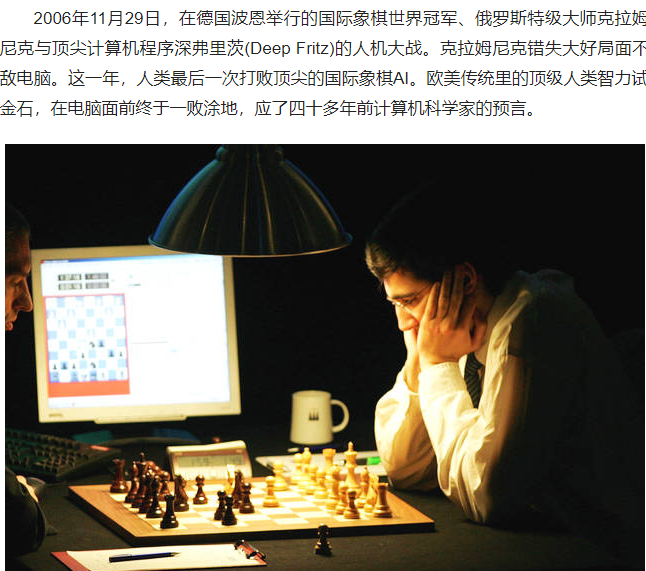 2006年11月29日，在德国波恩举行的国际象棋世界冠军、俄罗斯特级大师克拉姆
尼克与顶尖计算机程序深弗里茨(Deep Fritz)的人机大战。克拉姆尼克错失大好局面不
敌电脑。这一年，人类最后一次打败顶尖的国际象棋AI。欧美传统里的顶级人类智力试
金石，在电脑面前终于一败涂地，应了四十多年前计算机科学家的预言。